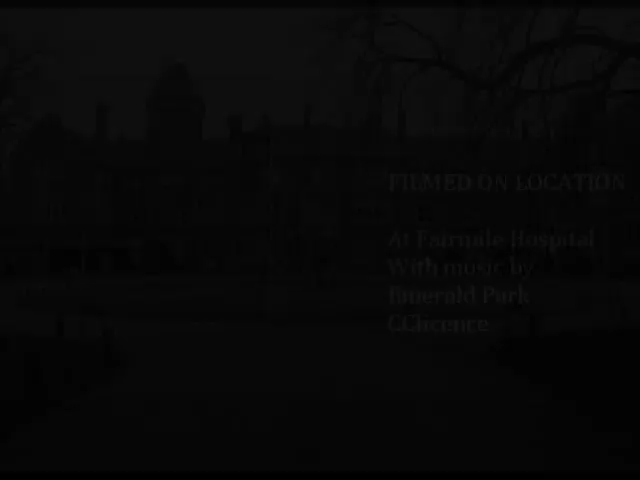 FILMED ON LOCATION
At Fairmile Hospital
With music by
Emerald Park
CClicence